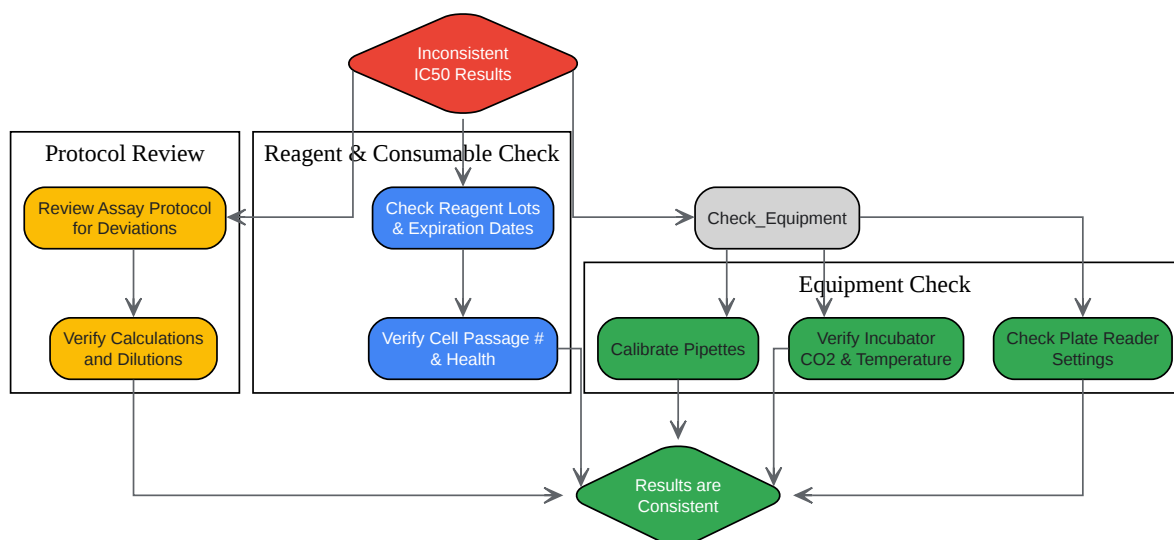 Inconsistent
IC50 Results
Protocol Review
Reagent & Consumable Check
Review Assay Protocol
for Deviations
Check Reagent Lots
& Expiration Dates
Check_Equipment
Equipment Check
Verify Calculations
and Dilutions
Verify Cell Passage #
& Health
Calibrate Pipettes
Verify Incubator
CO2 & Temperature
Check Plate Reader
Settings
Results are
Consistent